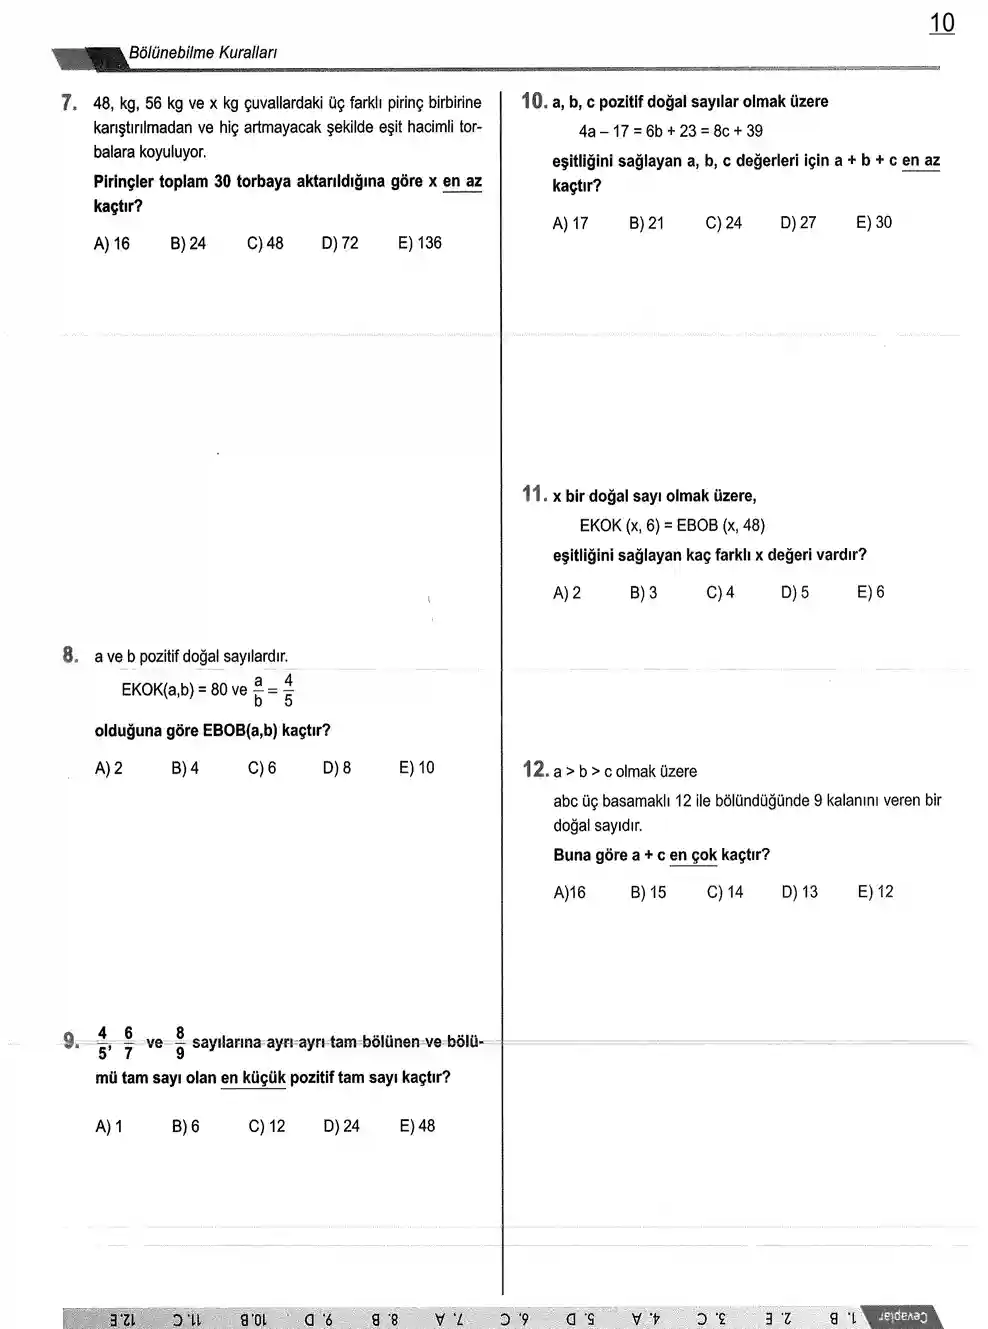 10
Bölünebilme Kuralları
7. 48, kg, 56 kg ve x kg çuvallardaki üç farklı pirinç birbirine
karıştırılmadan ve hiç artmayacak şekilde eşit hacimli tor-
balara koyuluyor.
Pirinçler toplam 30 torbaya aktarıldığına göre x en az
kaçtır?
A) 16 B) 24 C) 48 D) 72 E) 136
8. a ve b pozitif doğal sayılardır.
EKOK(a,b) = 80 ve a/b = 4/5
olduğuna göre EBOB(a,b) kaçtır?
A) 2 B) 4 C) 6 D) 8 E) 10
9. 4/5, 6/7 ve 8/9 sayılarına ayrı ayrı tam bölünen ve bölü-
mü tam sayı olan en küçük pozitif tam sayı kaçtır?
A) 1 B) 6 C) 12 D) 24 E) 48
10. a, b, c pozitif doğal sayılar olmak üzere
4a – 17 = 6b + 23 = 8c + 39
eşitliğini sağlayan a, b, c değerleri için a + b + c en az
kaçtır?
A) 17 B) 21 C) 24 D) 27 E) 30
11. x bir doğal sayı olmak üzere,
EKOK (x, 6) = EBOB (x, 48)
eşitliğini sağlayan kaç farklı x değeri vardır?
A) 2 B) 3 C) 4 D) 5 E) 6
12. a > b > c olmak üzere
abc üç basamaklı 12 ile bölündüğünde 9 kalanını veren bir
doğal sayıdır.
Buna göre a + c en çok kaçtır?
A)16 B) 15 C) 14 D) 13 E) 12
Cevaplar 1. B 2. E 3. C 4. A 5. D 6. C 7. A 8. B 9. D 10. B 11. C 12. E